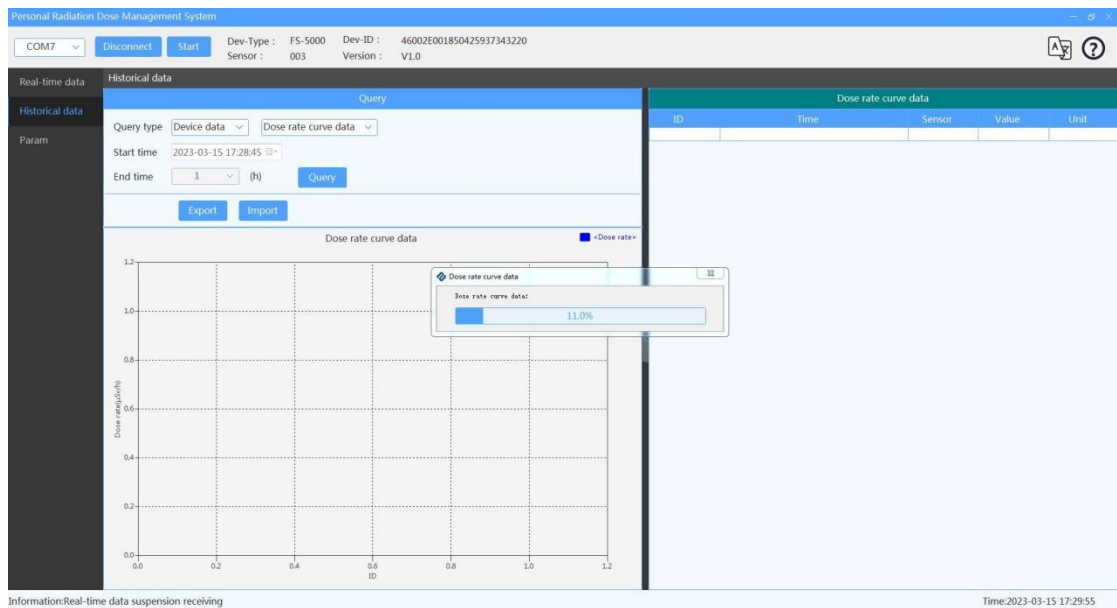 Personal Radiation Dose Management System
COM7 Disconnect Start Dev-Type : FS-5000 Dev-ID : 46002E001850425937343220
Sensor : 003 Version : V1.0
Real-time data
Historical data
Param
Historical data
Query
Query type Device data Dose rate curve data
Start time 2023-03-15 17:28:45
End time 1 (h) Query
Export Import
Dose rate curve data
ID Time Sensor Value Unit
Dose rate curve data <Dose rate>
Dose rate curve data
Dose rate curve data:
11.0%
1.2
1.0
0.8
0.6
0.4
0.2
0.0
Dose rate(μSv/h)
0.0 0.2 0.4 0.6 0.8 1.0 1.2
ID
Information:Real-time data suspension receiving Time:2023-03-15 17:29:55